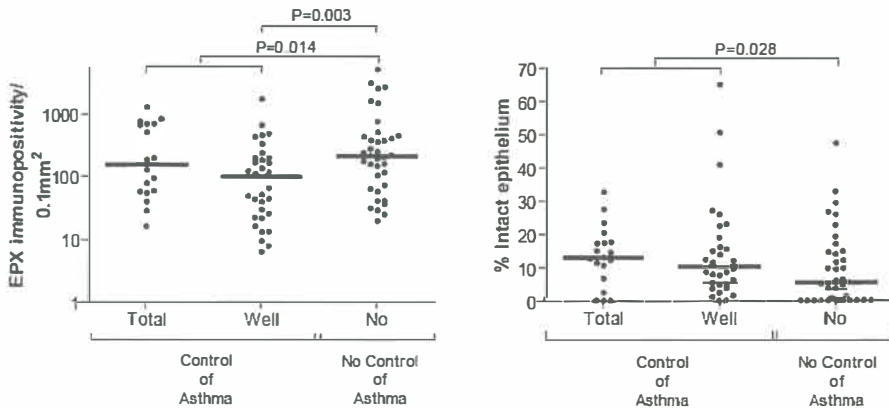 P=0.003
P=0.014
EPX immunopositivity/
0.1mm²
1000
100
10
1
Total Well No
Control
of
Asthma
No Control
of
Asthma
P=0.028
% Intact epithelium
70
60
50
40
30
20
10
0
Total Well No
Control
of
Asthma
No Control
of
Asthma